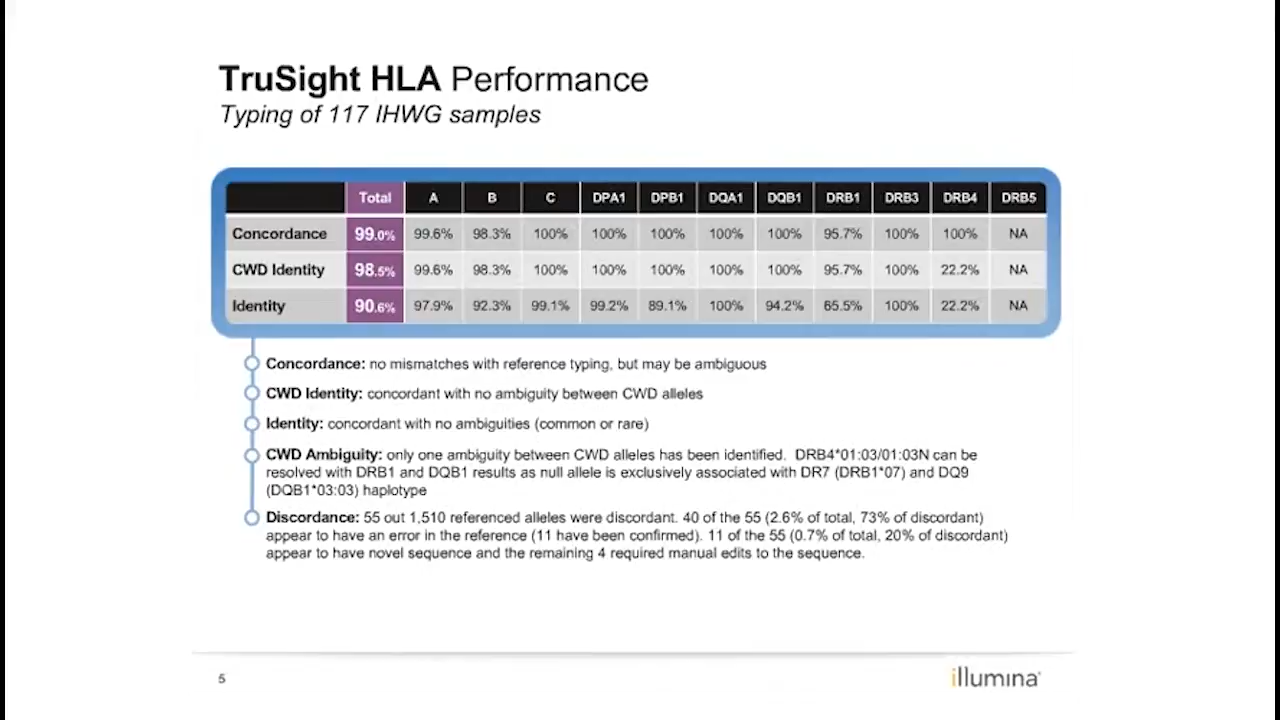 TruSight HLA Performance
Typing of 117 IHWG samples
Total A B C DPA1 DPB1 DQA1 DQB1 DRB1 DRB3 DRB4 DRB5
Concordance 99.0% 99.6% 98.3% 100% 100% 100% 100% 100% 95.7% 100% 100% NA
CWD Identity 98.5% 99.6% 98.3% 100% 100% 100% 100% 100% 95.7% 100% 22.2% NA
Identity 90.6% 97.9% 92.3% 99.1% 99.2% 89.1% 100% 94.2% 65.5% 100% 22.2% NA
Concordance: no mismatches with reference typing, but may be ambiguous
CWD Identity: concordant with no ambiguity between CWD alleles
Identity: concordant with no ambiguities (common or rare)
CWD Ambiguity: only one ambiguity between CWD alleles has been identified. DRB4*01:03/01:03N can be
resolved with DRB1 and DQB1 results as null allele is exclusively associated with DR7 (DRB1*07) and DQ9
(DQB1*03:03) haplotype
Discordance: 55 out 1,510 referenced alleles were discordant. 40 of the 55 (2.6% of total, 73% of discordant)
appear to have an error in the reference (11 have been confirmed). 11 of the 55 (0.7% of total, 20% of discordant)
appear to have novel sequence and the remaining 4 required manual edits to the sequence.
5
illumina